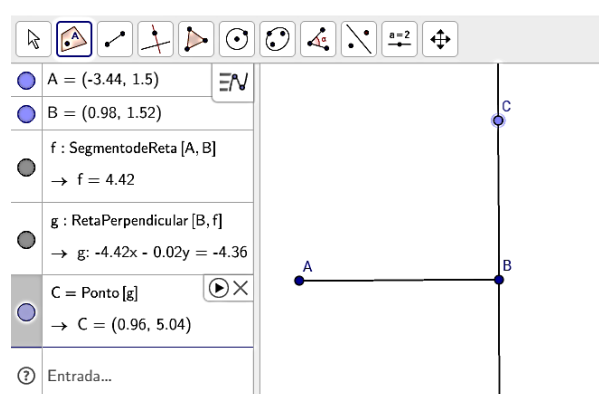 A
α
a=2
A = (-3.44, 1.5)
B = (0.98, 1.52)
f : SegmentodeReta [A, B]
→ f = 4.42
g : RetaPerpendicular [B, f]
→ g: -4.42x - 0.02y = -4.36
C = Ponto [g]
→ C = (0.96, 5.04)
? Entrada...
C
A
B